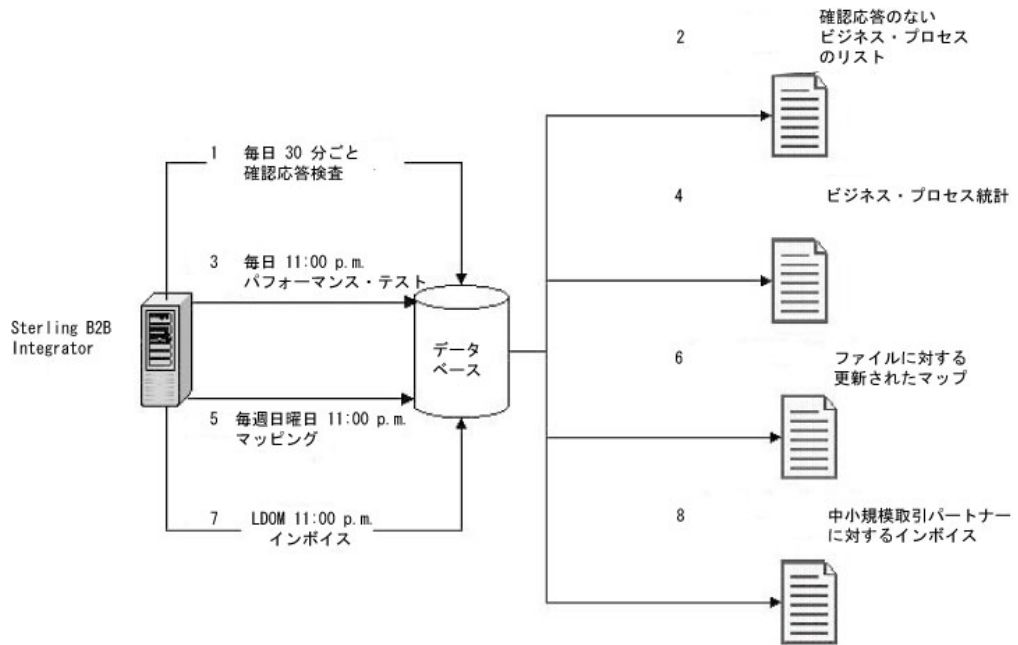 2
確認応答のない
ビジネス・プロセス
のリスト
1 毎日 30 分ごと
確認応答検査
4
ビジネス・プロセス統計
3 毎日 11:00 p.m.
パフォーマンス・テスト
Sterling B2B
Integrator
データ
ベース
6
ファイルに対する
更新されたマップ
5 毎週日曜日 11:00 p.m.
マッピング
7 LDOM 11:00 p.m.
インボイス
8
中小規模取引パートナー
に対するインボイス